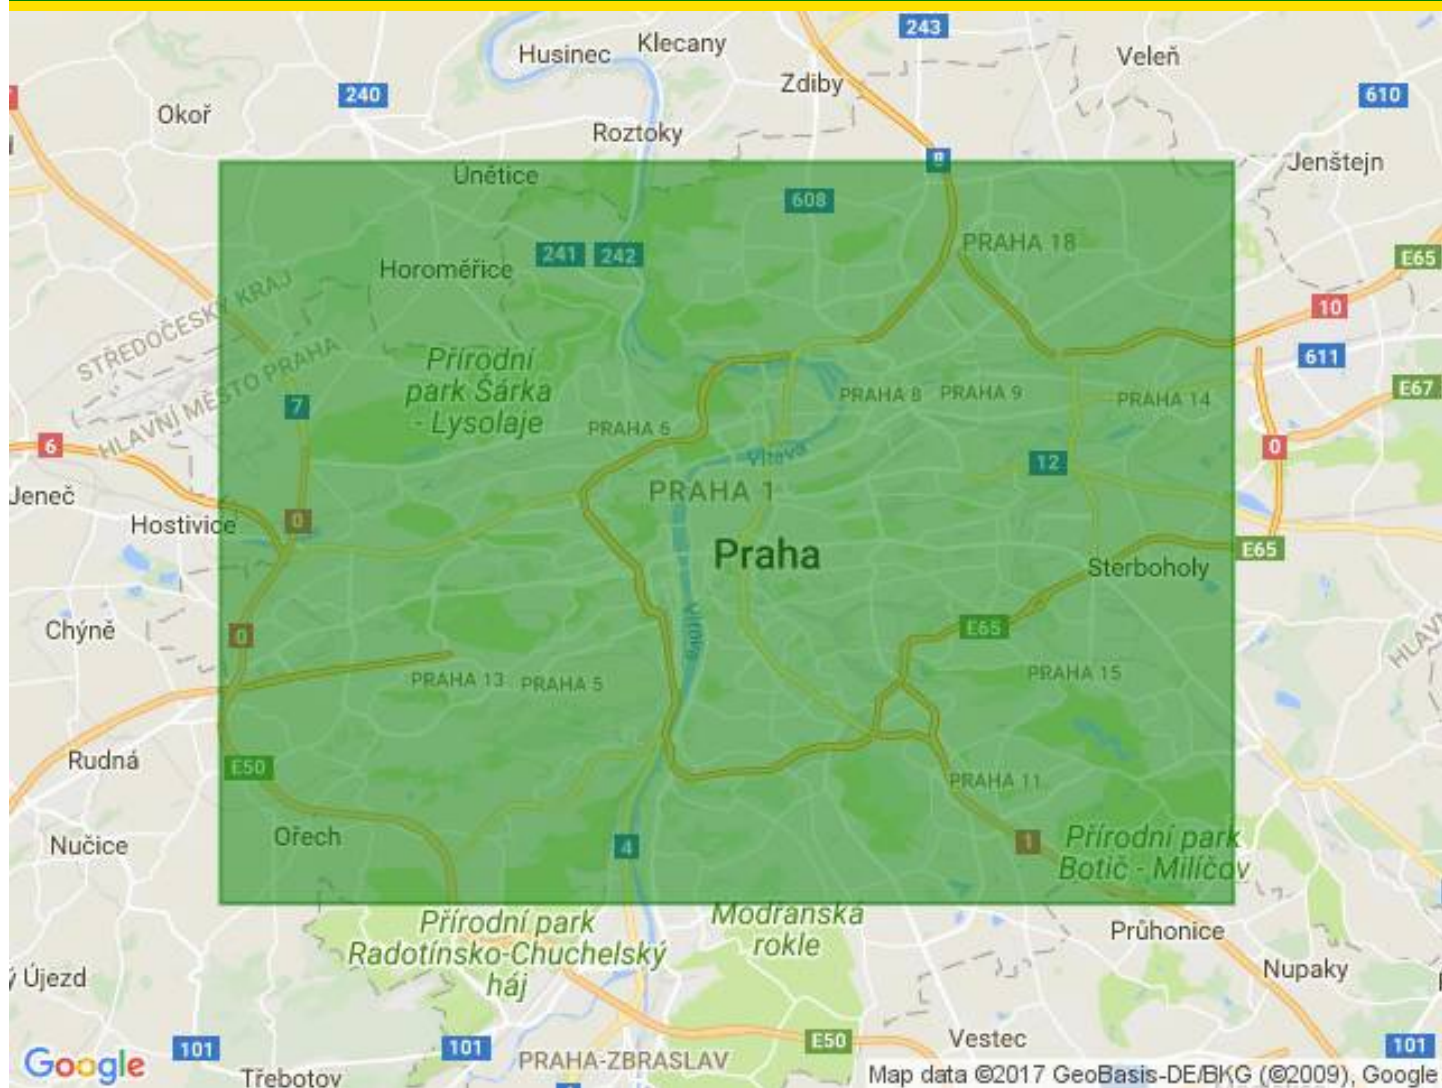 243
Husinec
Klecany
Veleň
Zdiby
240
610
Okoř
Roztoky
8
Jenštejn
Únětice
608
PRAHA 18
241
242
E65
Horoměřice
STŘEDOČESKÝ KRAJ
10
HLAVNÍ MĚSTO PRAHA
611
Přírodní
park Šárka
- Lysolaje
E67
7
PRAHA 8
PRAHA 9
PRAHA 14
PRAHA 6
6
0
Vltava
12
Jeneč
PRAHA 1
Hostivice
0
Praha
E65
Štěrboholy
Chýně
0
Vltava
E65
PRAHA 13
PRAHA 5
PRAHA 15
Rudná
E50
PRAHA 11
Ořech
4
1
Přírodní park
Botič - Milíčov
Nučice
Přírodní park
Radotínsko-Chuchelský
háj
Modřanská
rokle
Průhonice
Újezd
Nupaky
101
101
E50
Vestec
101
Google
PRAHA-ZBRASLAV
Třebotov
Map data ©2017 GeoBasis-DE/BKG (©2009), Google